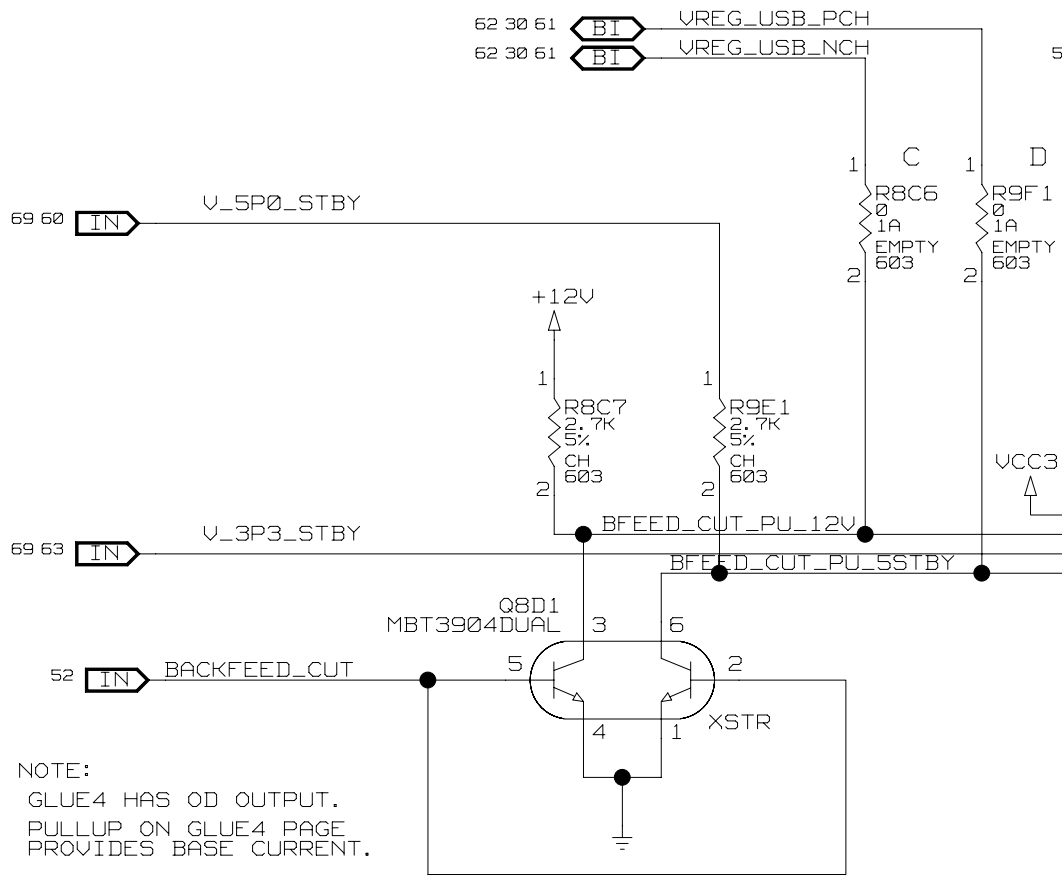 62 30 61 BI VREG_USB_PCH
62 30 61 BI VREG_USB_NCH
5
C
D
1
R8C6
0
1A
EMPTY
603
2
1
R9F1
0
1A
EMPTY
603
2
69 60 IN V_5P0_STBY
+12V
1
R8C7
2.7K
5%
CH
603
2
1
R9E1
2.7K
5%
CH
603
2
VCC3
BFEED_CUT_PU_12V
69 63 IN V_3P3_STBY
BFEED_CUT_PU_5STBY
Q8D1
MBT3904DUAL
3
6
5
2
4
1
XSTR
52 IN BACKFEED_CUT
NOTE:
GLUE4 HAS OD OUTPUT.
PULLUP ON GLUE4 PAGE
PROVIDES BASE CURRENT.